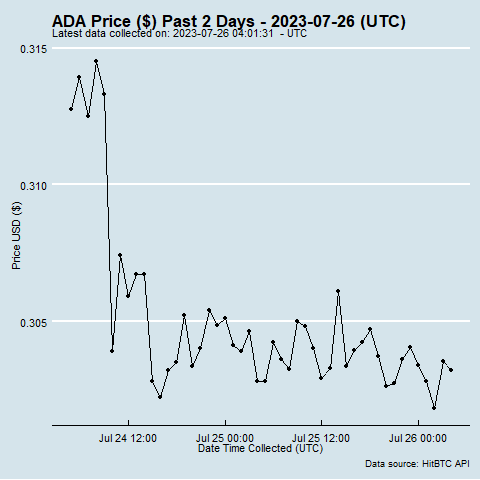 ADA Price ($) Past 2 Days - 2023-07-26 (UTC)
Latest data collected on: 2023-07-26 04:01:31  - UTC
0.315
0.310
0.305
Price USD ($)
Jul 24 12:00 Jul 25 00:00 Jul 25 12:00 Jul 26 00:00
Date Time Collected (UTC)
Data source: HitBTC API